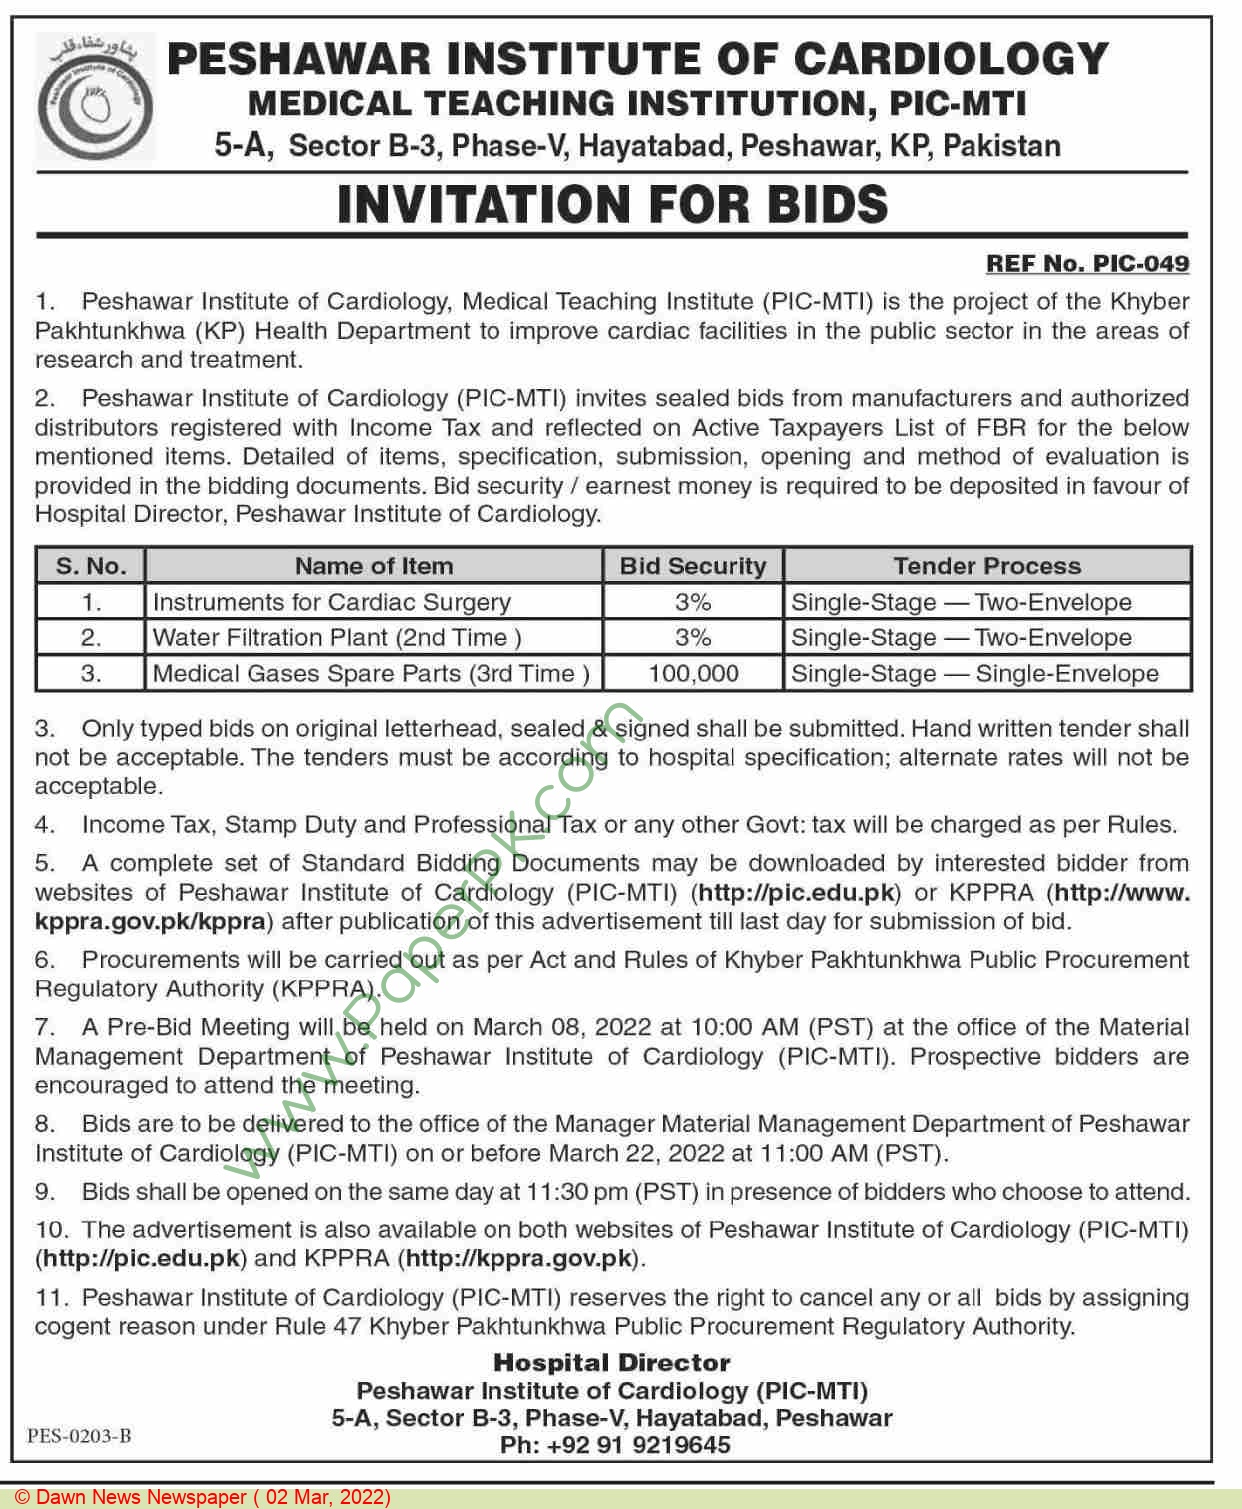 پشاور شفاء قلب
Peshawar Institute of Cardiology
PESHAWAR INSTITUTE OF CARDIOLOGY
MEDICAL TEACHING INSTITUTION, PIC-MTI
5-A, Sector B-3, Phase-V, Hayatabad, Peshawar, KP, Pakistan
INVITATION FOR BIDS
REF No. PIC-049
1. Peshawar Institute of Cardiology, Medical Teaching Institute (PIC-MTI) is the project of the Khyber
Pakhtunkhwa (KP) Health Department to improve cardiac facilities in the public sector in the areas of
research and treatment.
2. Peshawar Institute of Cardiology (PIC-MTI) invites sealed bids from manufacturers and authorized
distributors registered with Income Tax and reflected on Active Taxpayers List of FBR for the below
mentioned items. Detailed of items, specification, submission, opening and method of evaluation is
provided in the bidding documents. Bid security / earnest money is required to be deposited in favour of
Hospital Director, Peshawar Institute of Cardiology.
S. No. Name of Item Bid Security Tender Process
1. Instruments for Cardiac Surgery 3% Single-Stage — Two-Envelope
2. Water Filtration Plant (2nd Time ) 3% Single-Stage — Two-Envelope
3. Medical Gases Spare Parts (3rd Time ) 100,000 Single-Stage — Single-Envelope
3. Only typed bids on original letterhead, sealed & signed shall be submitted. Hand written tender shall
not be acceptable. The tenders must be according to hospital specification; alternate rates will not be
acceptable.
4. Income Tax, Stamp Duty and Professional Tax or any other Govt: tax will be charged as per Rules.
5. A complete set of Standard Bidding Documents may be downloaded by interested bidder from
websites of Peshawar Institute of Cardiology (PIC-MTI) (http://pic.edu.pk) or KPPRA (http://www.
kppra.gov.pk/kppra) after publication of this advertisement till last day for submission of bid.
6. Procurements will be carried out as per Act and Rules of Khyber Pakhtunkhwa Public Procurement
Regulatory Authority (KPPRA).
7. A Pre-Bid Meeting will be held on March 08, 2022 at 10:00 AM (PST) at the office of the Material
Management Department of Peshawar Institute of Cardiology (PIC-MTI). Prospective bidders are
encouraged to attend the meeting.
8. Bids are to be delivered to the office of the Manager Material Management Department of Peshawar
Institute of Cardiology (PIC-MTI) on or before March 22, 2022 at 11:00 AM (PST).
9. Bids shall be opened on the same day at 11:30 pm (PST) in presence of bidders who choose to attend.
10. The advertisement is also available on both websites of Peshawar Institute of Cardiology (PIC-MTI)
(http://pic.edu.pk) and KPPRA (http://kppra.gov.pk).
11. Peshawar Institute of Cardiology (PIC-MTI) reserves the right to cancel any or all bids by assigning
cogent reason under Rule 47 Khyber Pakhtunkhwa Public Procurement Regulatory Authority.
Hospital Director
Peshawar Institute of Cardiology (PIC-MTI)
5-A, Sector B-3, Phase-V, Hayatabad, Peshawar
Ph: +92 91 9219645
PES-0203-B
www.PaperPK.com
© Dawn News Newspaper ( 02 Mar, 2022)